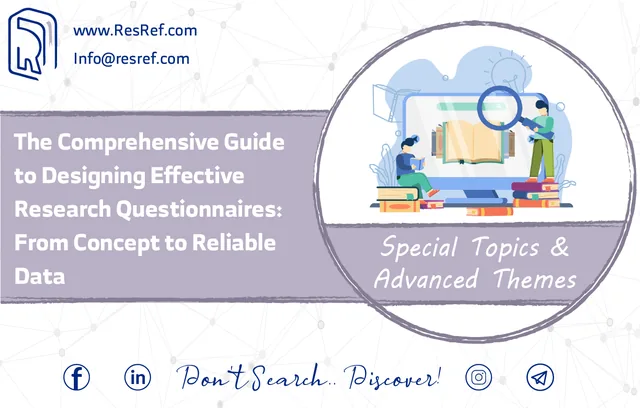 www.ResRef.com
Info@resref.com
The Comprehensive Guide
to Designing Effective
Research Questionnaires:
From Concept to Reliable
Data
Special Topics &
Advanced Themes
Don't Search.. Discover!